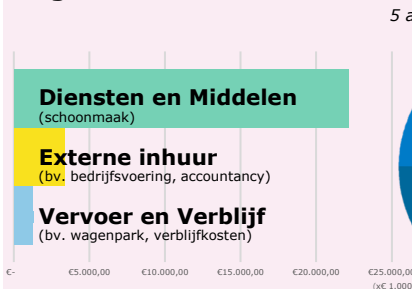 5 a
Diensten en Middelen
(schoonmaak)
Externe inhuur
(bv. bedrijfsvoering, accountancy)
Vervoer en Verblijf
(bv. wagenpark, verblijfkosten)
€- €5.000,00 €10.000,00 €15.000,00 €20.000,00 €25.000,00
(x€ 1.000